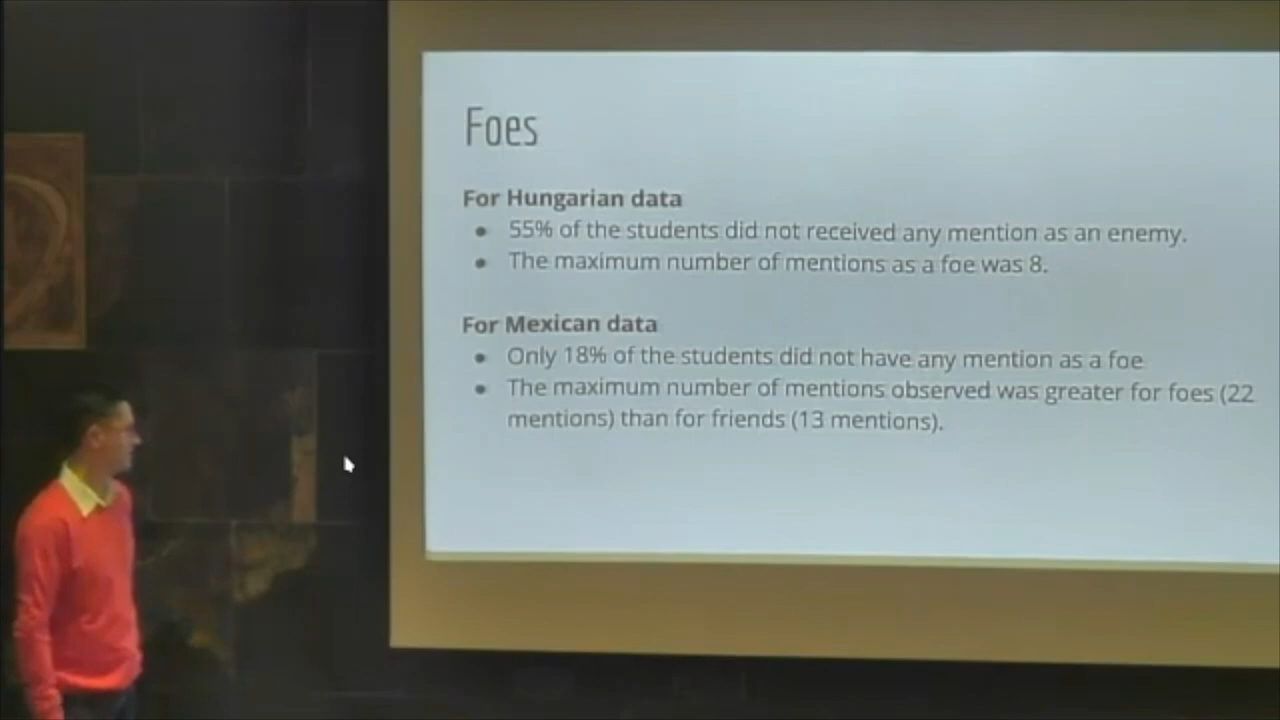 Foes
For Hungarian data
● 55% of the students did not received any mention as an enemy.
● The maximum number of mentions as a foe was 8.
For Mexican data
● Only 18% of the students did not have any mention as a foe
● The maximum number of mentions observed was greater for foes (22
mentions) than for friends (13 mentions).